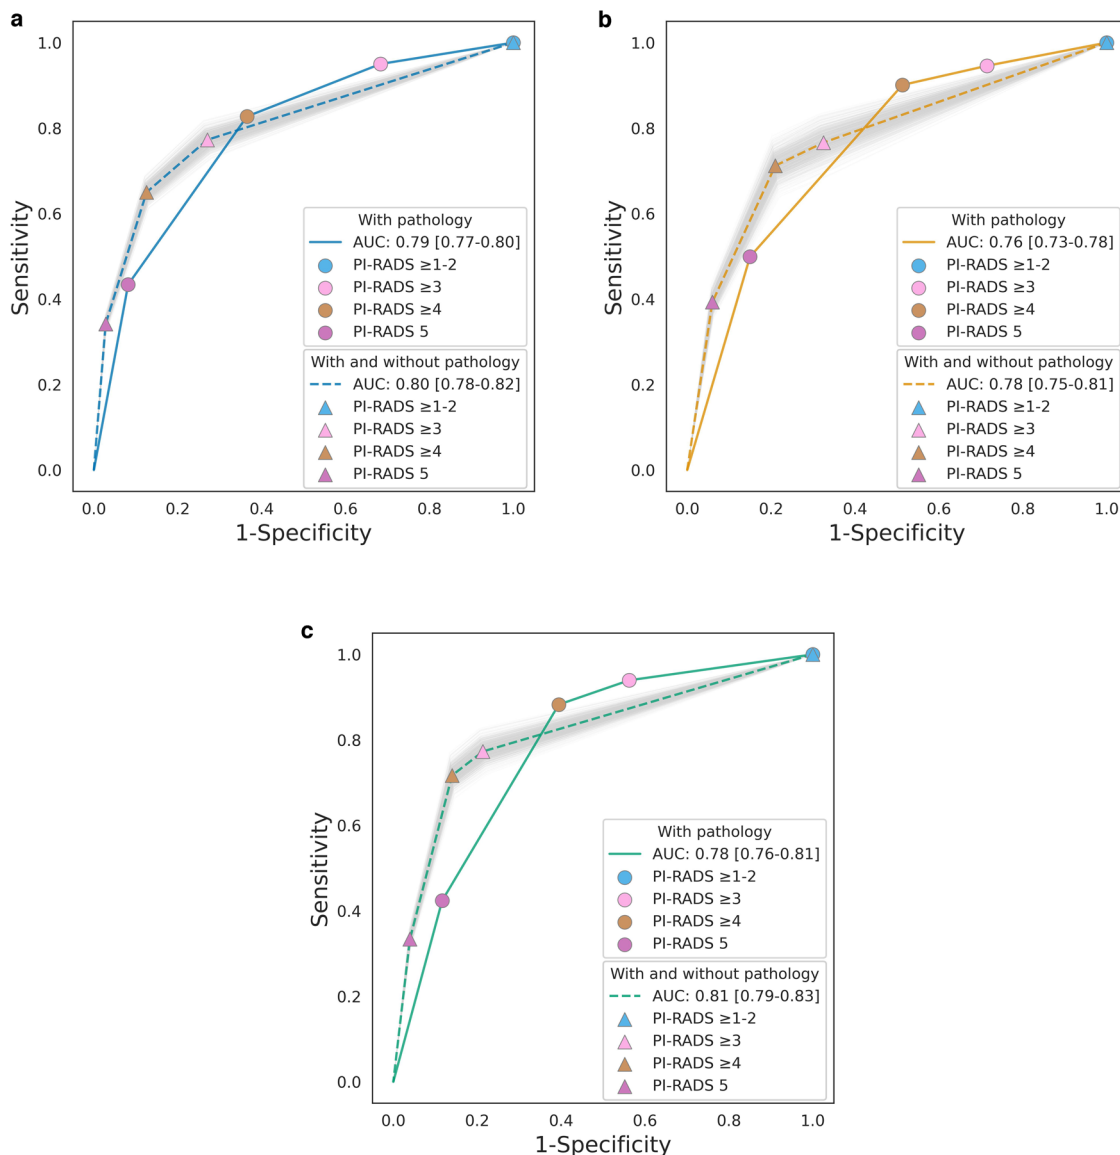 a
1.0
0.8
0.6
0.4
0.2
0.0
Sensitivity
With pathology
AUC: 0.79 [0.77-0.80]
PI-RADS ≥1-2
PI-RADS ≥3
PI-RADS ≥4
PI-RADS 5
With and without pathology
AUC: 0.80 [0.78-0.82]
PI-RADS ≥1-2
PI-RADS ≥3
PI-RADS ≥4
PI-RADS 5
0.0 0.2 0.4 0.6 0.8 1.0
1-Specificity
b
1.0
0.8
0.6
0.4
0.2
0.0
Sensitivity
With pathology
AUC: 0.76 [0.73-0.78]
PI-RADS ≥1-2
PI-RADS ≥3
PI-RADS ≥4
PI-RADS 5
With and without pathology
AUC: 0.78 [0.75-0.81]
PI-RADS ≥1-2
PI-RADS ≥3
PI-RADS ≥4
PI-RADS 5
0.0 0.2 0.4 0.6 0.8 1.0
1-Specificity
c
1.0
0.8
0.6
0.4
0.2
0.0
Sensitivity
With pathology
AUC: 0.78 [0.76-0.81]
PI-RADS ≥1-2
PI-RADS ≥3
PI-RADS ≥4
PI-RADS 5
With and without pathology
AUC: 0.81 [0.79-0.83]
PI-RADS ≥1-2
PI-RADS ≥3
PI-RADS ≥4
PI-RADS 5
0.0 0.2 0.4 0.6 0.8 1.0
1-Specificity